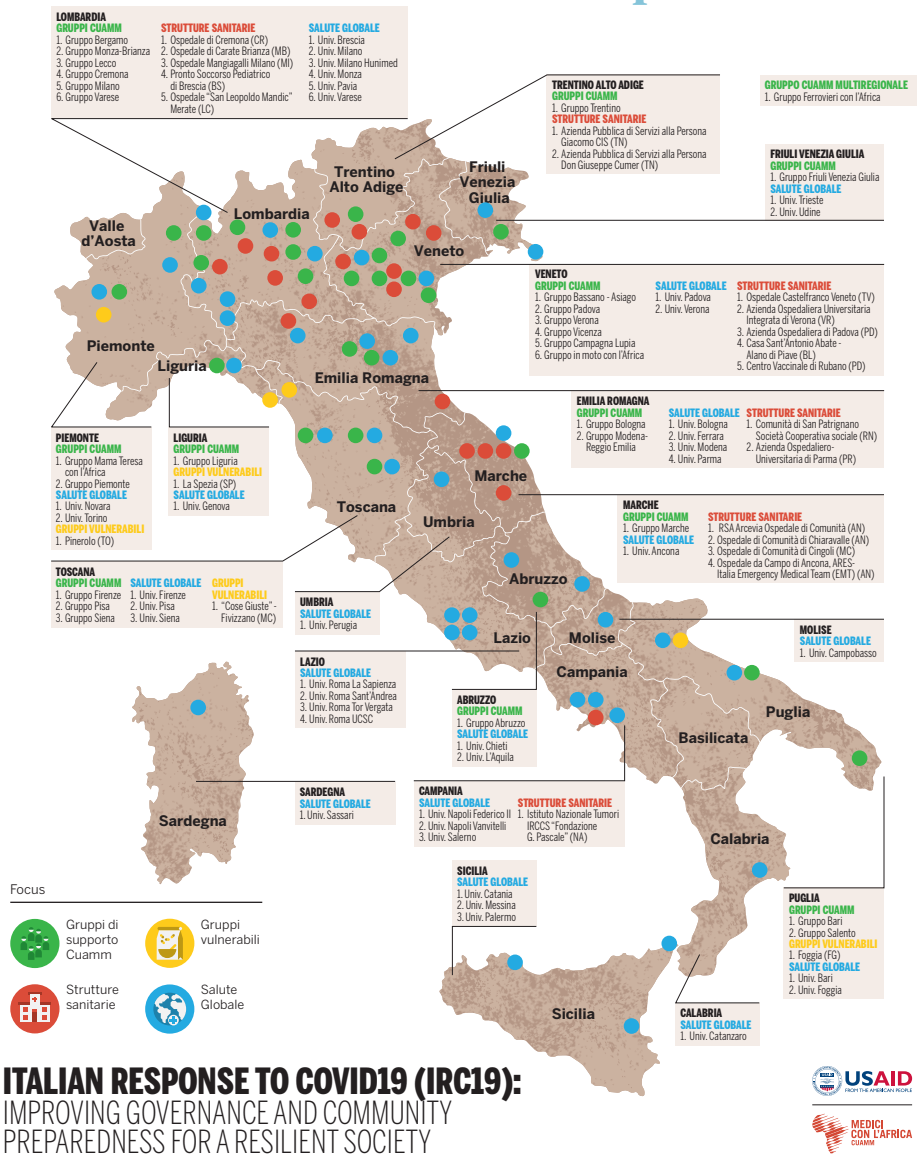 LOMBARDIA
GRUPPI CUAMM
1. Gruppo Bergamo
2. Gruppo Monza-Brianza
3. Gruppo Lecco
4. Gruppo Cremona
5. Gruppo Milano
6. Gruppo Varese
STRUTTURE SANITARIE
1. Ospedale di Cremona (CR)
2. Ospedale di Carate Brianza (MB)
3. Ospedale Mangiagalli Milano (MI)
4. Pronto Soccorso Pediatrico
di Brescia (BS)
5. Ospedale "San Leopoldo Mandic"
Merate (LC)
SALUTE GLOBALE
1. Univ. Brescia
2. Univ. Milano
3. Univ. Milano Hunimed
4. Univ. Monza
5. Univ. Pavia
6. Univ. Varese
TRENTINO ALTO ADIGE
GRUPPI CUAMM
1. Gruppo Trentino
STRUTTURE SANITARIE
1. Azienda Pubblica di Servizi alla Persona
Giacomo CIS (TN)
2. Azienda Pubblica di Servizi alla Persona
Don Giuseppe Cumer (TN)
GRUPPO CUAMM MULTIREGIONALE
1. Gruppo Ferrovieri con l'Africa
FRIULI VENEZIA GIULIA
GRUPPI CUAMM
1. Gruppo Friuli Venezia Giulia
SALUTE GLOBALE
1. Univ. Trieste
2. Univ. Udine
Trentino
Alto Adige
Friuli
Venezia
Giulia
Valle
d'Aosta
Lombardia
Veneto
Piemonte
Liguria
Emilia Romagna
VENETO
GRUPPI CUAMM
1. Gruppo Bassano - Asiago
2. Gruppo Padova
3. Gruppo Verona
4. Gruppo Vicenza
5. Gruppo Campagna Lupia
6. Gruppo in moto con l'Africa
SALUTE GLOBALE
1. Univ. Padova
2. Univ. Verona
STRUTTURE SANITARIE
1. Ospedale Castelfranco Veneto (TV)
2. Azienda Ospedaliera Universitaria
Integrata di Verona (VR)
3. Azienda Ospedaliera di Padova (PD)
4. Casa Sant'Antonio Abate -
Alano di Piave (BL)
5. Centro Vaccinale di Rubano (PD)
EMILIA ROMAGNA
GRUPPI CUAMM
1. Gruppo Bologna
2. Gruppo Modena-
Reggio Emilia
SALUTE GLOBALE
1. Univ. Bologna
2. Univ. Ferrara
3. Univ. Modena
4. Univ. Parma
STRUTTURE SANITARIE
1. Comunità di San Patrignano
Società Cooperativa sociale (RN)
2. Azienda Ospedaliero-
Universitaria di Parma (PR)
PIEMONTE
GRUPPI CUAMM
1. Gruppo Mama Teresa
con l'Africa
2. Gruppo Piemonte
SALUTE GLOBALE
1. Univ. Novara
2. Univ. Torino
GRUPPI VULNERABILI
1. Pinerolo (TO)
LIGURIA
GRUPPI CUAMM
1. Gruppo Liguria
GRUPPI VULNERABILI
1. La Spezia (SP)
SALUTE GLOBALE
1. Univ. Genova
Toscana
Marche
Umbria
MARCHE
GRUPPI CUAMM
1. Gruppo Marche
SALUTE GLOBALE
1. Univ. Ancona
STRUTTURE SANITARIE
1. RSA Arcevia Ospedale di Comunità (AN)
2. Ospedale di Comunità di Chiaravalle (AN)
3. Ospedale di Comunità di Cingoli (MC)
4. Ospedale da Campo di Ancona, ARES-
Italia Emergency Medical Team (EMT) (AN)
TOSCANA
GRUPPI CUAMM
1. Gruppo Firenze
2. Gruppo Pisa
3. Gruppo Siena
SALUTE GLOBALE
1. Univ. Firenze
2. Univ. Pisa
3. Univ. Siena
GRUPPI
VULNERABILI
1. "Cose Giuste" -
Fivizzano (MC)
UMBRIA
SALUTE GLOBALE
1. Univ. Perugia
Abruzzo
Lazio
Molise
Campania
Puglia
Basilicata
MOLISE
SALUTE GLOBALE
1. Univ. Campobasso
LAZIO
SALUTE GLOBALE
1. Univ. Roma La Sapienza
2. Univ. Roma Sant'Andrea
3. Univ. Roma Tor Vergata
4. Univ. Roma UCSC
ABRUZZO
GRUPPI CUAMM
1. Gruppo Abruzzo
SALUTE GLOBALE
1. Univ. Chieti
2. Univ. L'Aquila
SARDEGNA
SALUTE GLOBALE
1. Univ. Sassari
Sardegna
CAMPANIA
SALUTE GLOBALE
1. Univ. Napoli Federico II
2. Univ. Napoli Vanvitelli
3. Univ. Salerno
STRUTTURE SANITARIE
1. Istituto Nazionale Tumori
IRCCS "Fondazione
G. Pascale" (NA)
Calabria
SICILIA
SALUTE GLOBALE
1. Univ. Catania
2. Univ. Messina
3. Univ. Palermo
PUGLIA
GRUPPI CUAMM
1. Gruppo Bari
2. Gruppo Salento
GRUPPI VULNERABILI
1. Foggia (FG)
SALUTE GLOBALE
1. Univ. Bari
2. Univ. Foggia
CALABRIA
SALUTE GLOBALE
1. Univ. Catanzaro
Sicilia
Focus
Gruppi di
supporto
Cuamm
Gruppi
vulnerabili
Strutture
sanitarie
Salute
Globale
ITALIAN RESPONSE TO COVID19 (IRC19):
IMPROVING GOVERNANCE AND COMMUNITY
PREPAREDNESS FOR A RESILIENT SOCIETY
USAID
FROM THE AMERICAN PEOPLE
MEDICI
CON L'AFRICA
CUAMM